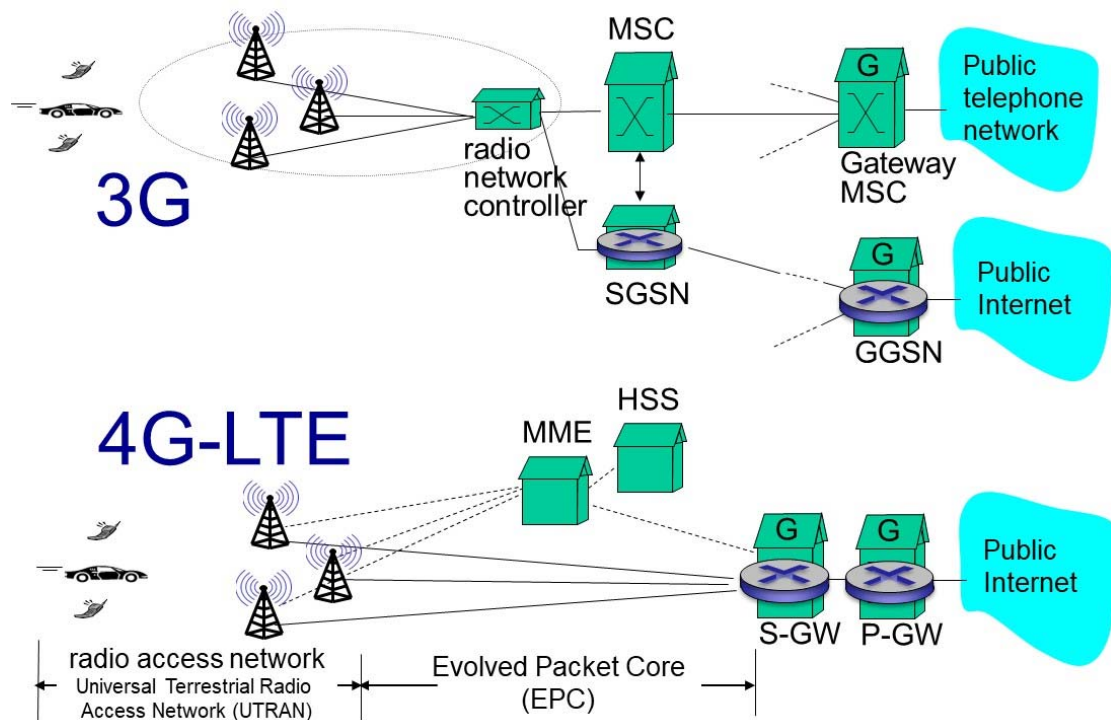 MSC
G
Public
telephone
network
radio
network
controller
Gateway
MSC
3G
SGSN
G
Public
Internet
GGSN
4G-LTE
HSS
MME
G
G
Public
Internet
S-GW
P-GW
radio access network
Universal Terrestrial Radio
Access Network (UTRAN)
Evolved Packet Core
(EPC)